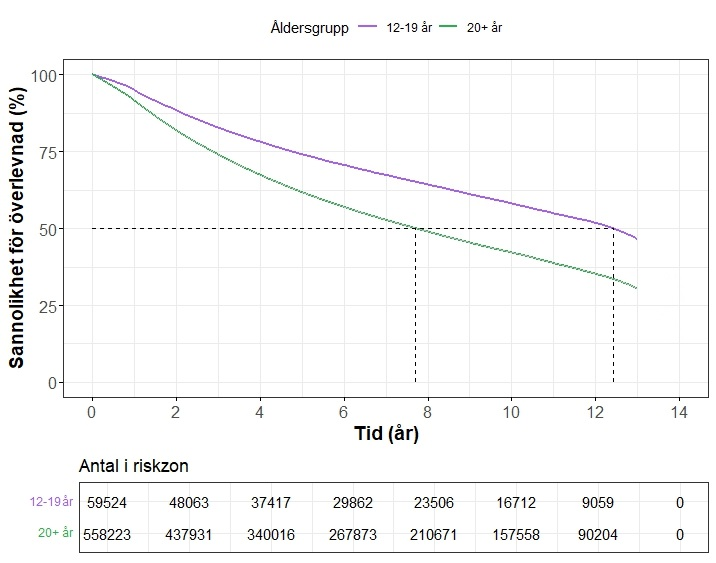 Åldersgrupp 12-19 år 20+ år
Sannolikhet för överlevnad (%)
100
75
50
25
0
0 2 4 6 8 10 12 14
Tid (år)
Antal i riskzon
12-19 år 59524 48063 37417 29862 23506 16712 9059 0
20+ år 558223 437931 340016 267873 210671 157558 90204 0